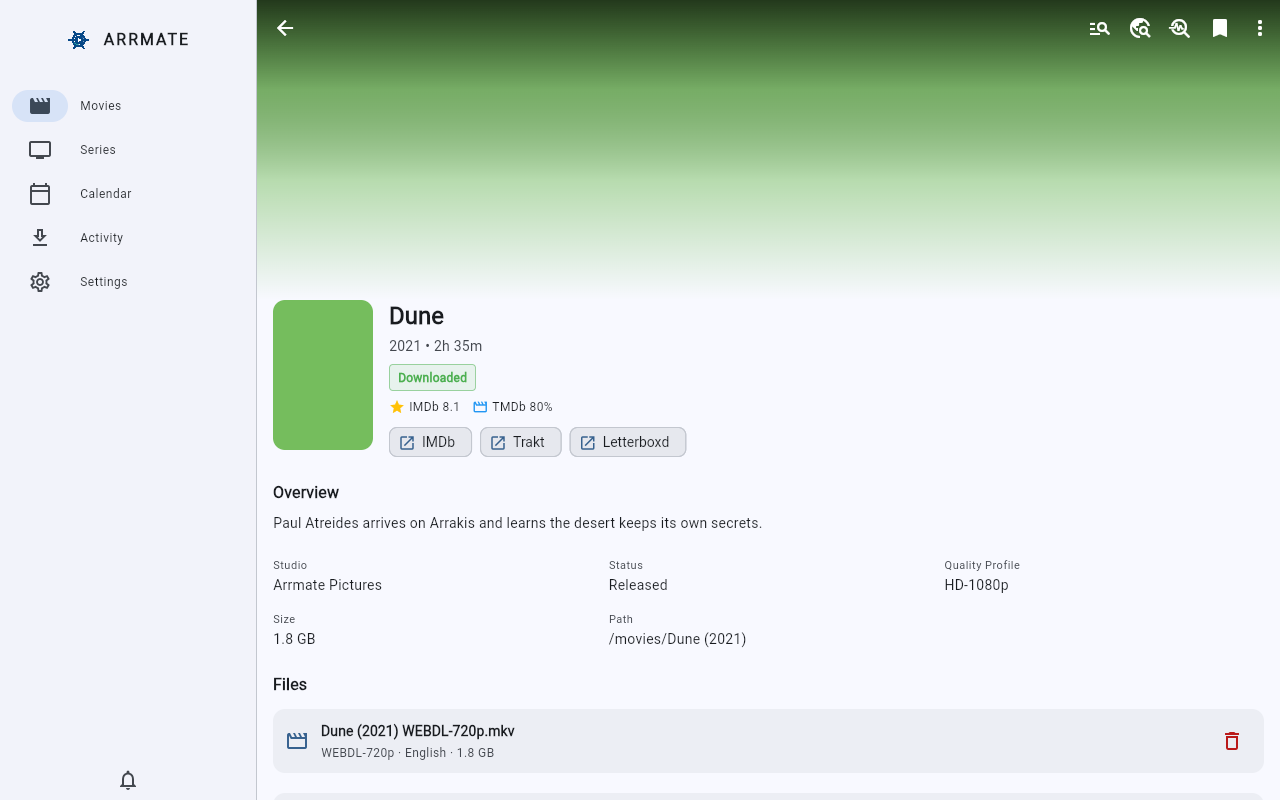 ARRMATE
Movies
Series
Calendar
Activity
Settings
Dune
2021 • 2h 35m
Downloaded
IMDb 8.1
TMDb 80%
IMDb
Trakt
Letterboxd
Overview
Paul Atreides arrives on Arrakis and learns the desert keeps its own secrets.
Studio
Arrmate Pictures
Status
Released
Quality Profile
HD-1080p
Size
1.8 GB
Path
/movies/Dune (2021)
Files
Dune (2021) WEBDL-720p.mkv
WEBDL-720p · English · 1.8 GB